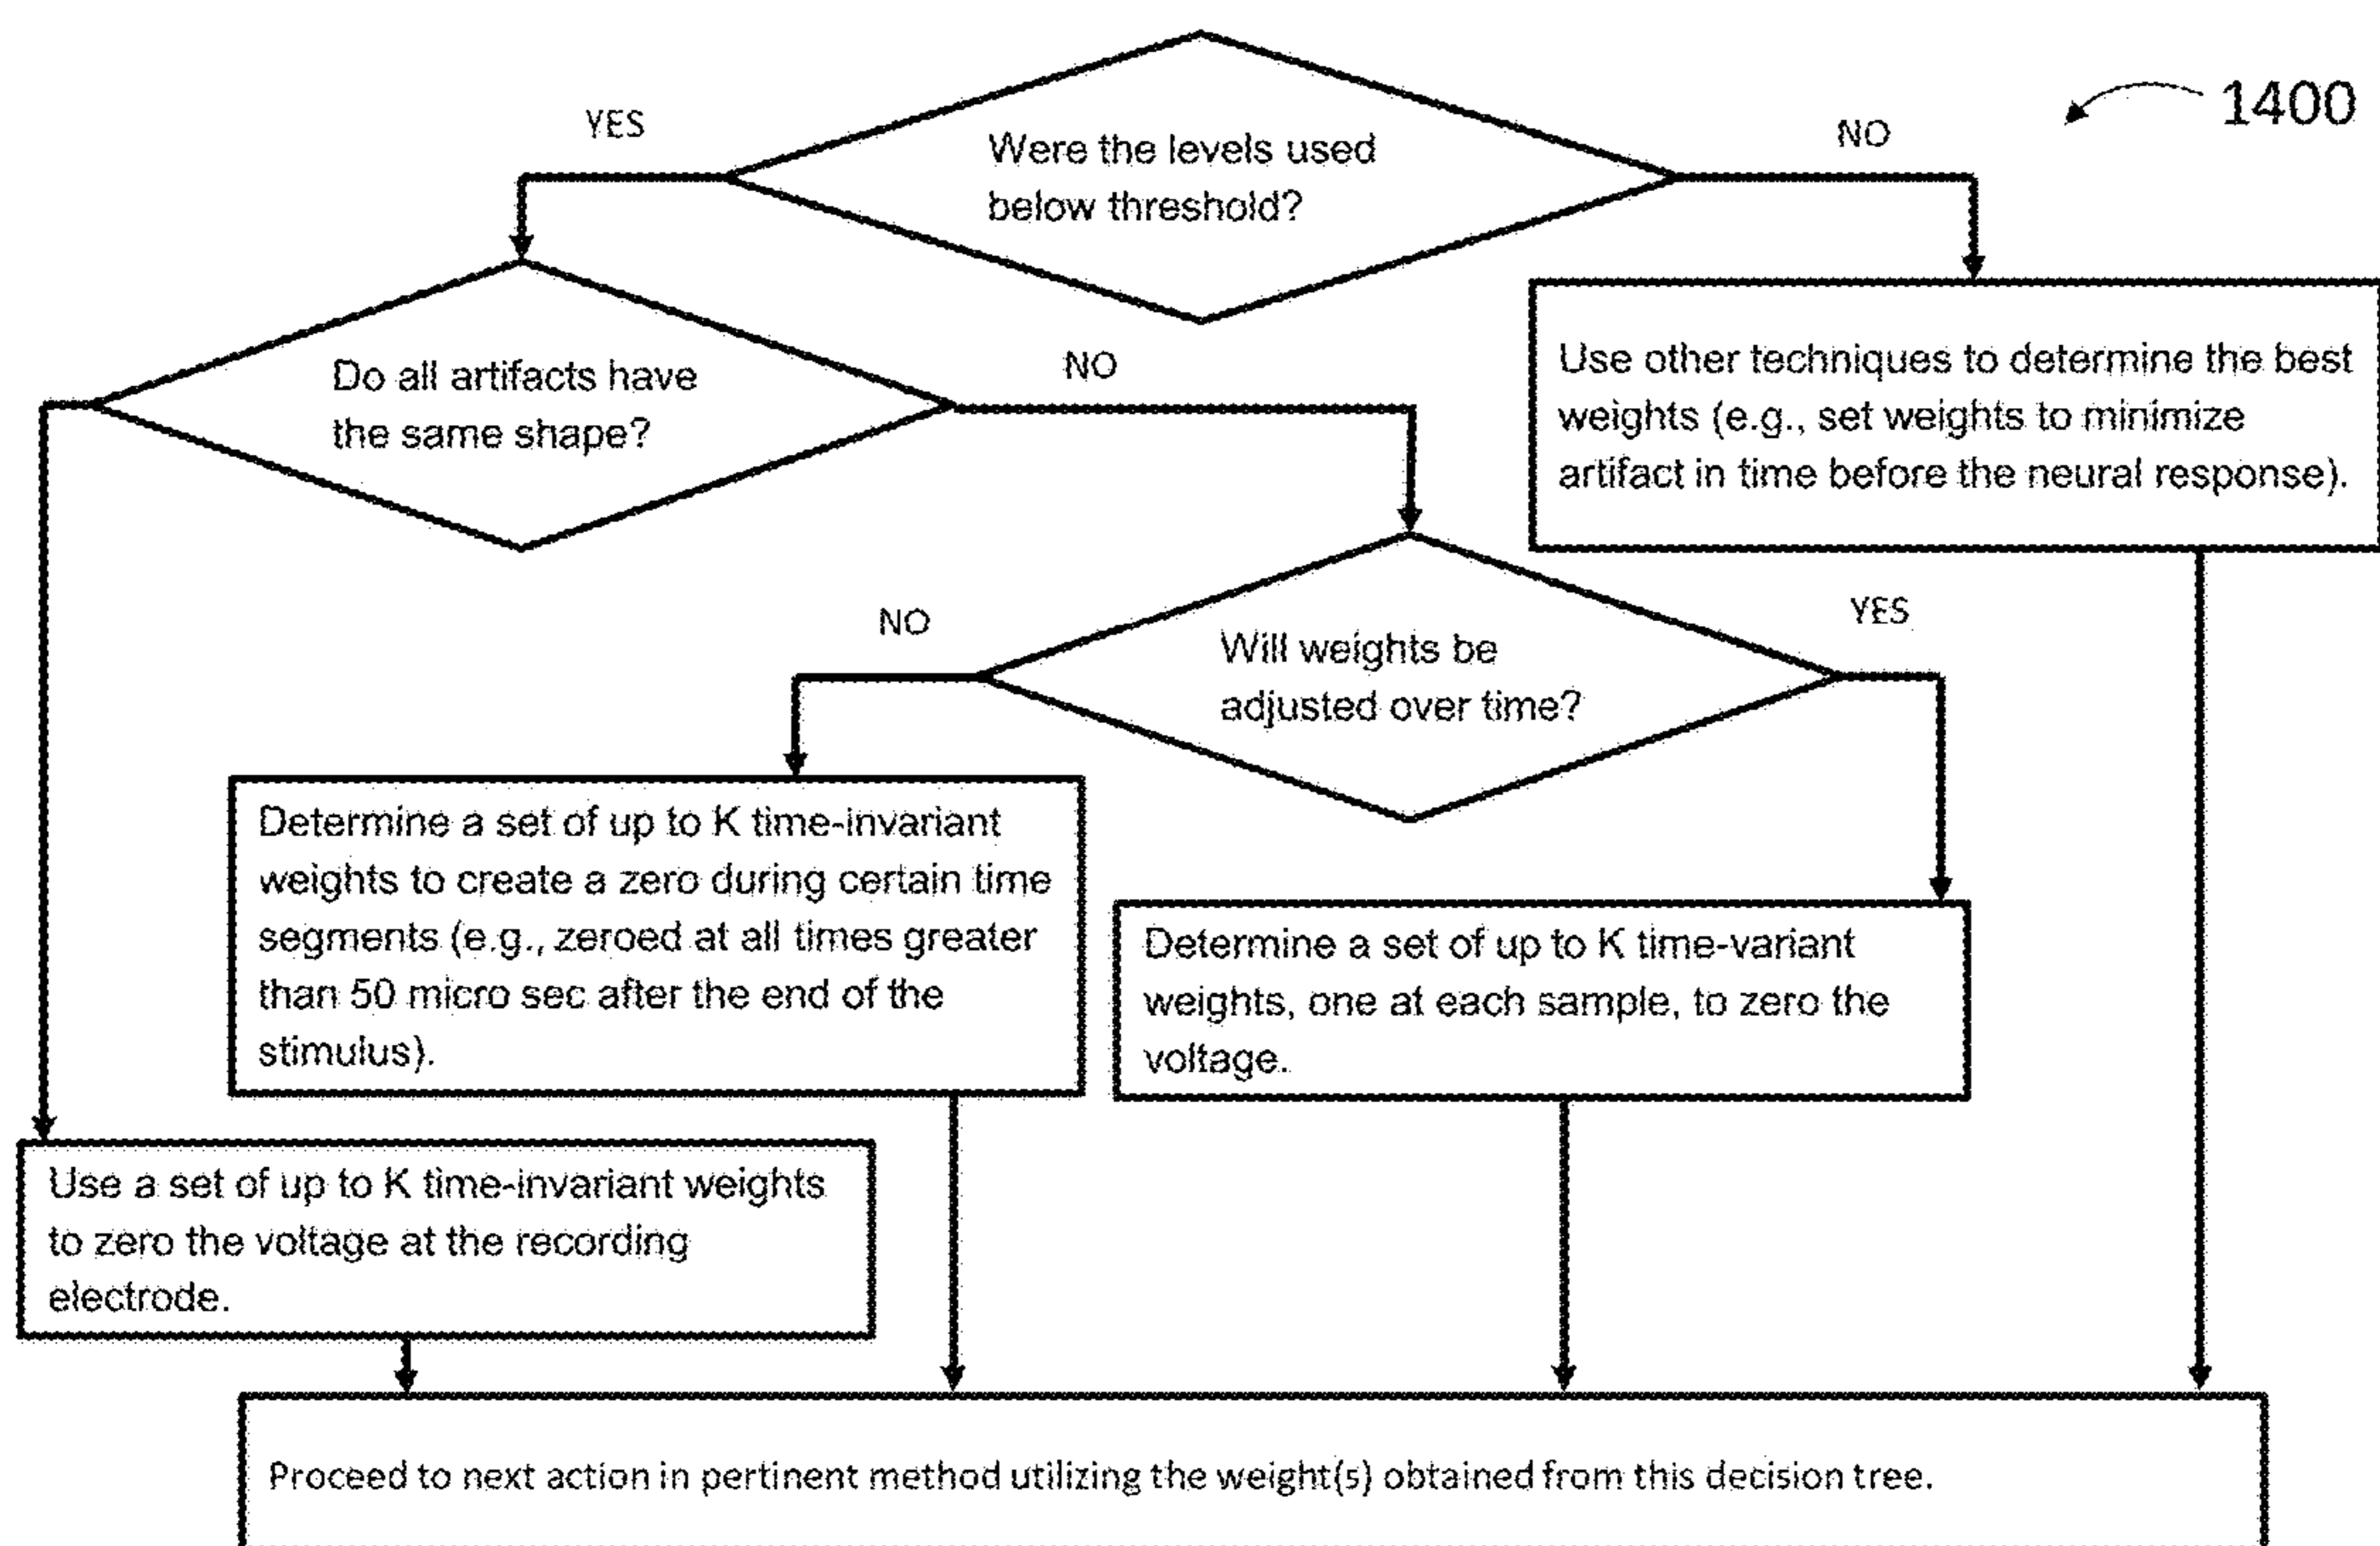 1400
YES
Were the levels used
below threshold?
NO
Do all artifacts have
the same shape?
NO
Use other techniques to determine the best
weights (e.g., set weights to minimize
artifact in time before the neural response).
NO
Will weights be
adjusted over time?
YES
Determine a set of up to K time-invariant
weights to create a zero during certain time
segments (e.g., zeroed at all times greater
than 50 micro sec after the end of the
stimulus).
Determine a set of up to K time-variant
weights, one at each sample, to zero the
voltage.
Use a set of up to K time-invariant weights
to zero the voltage at the recording
electrode.
Proceed to next action in pertinent method utilizing the weight(s) obtained from this decision tree.